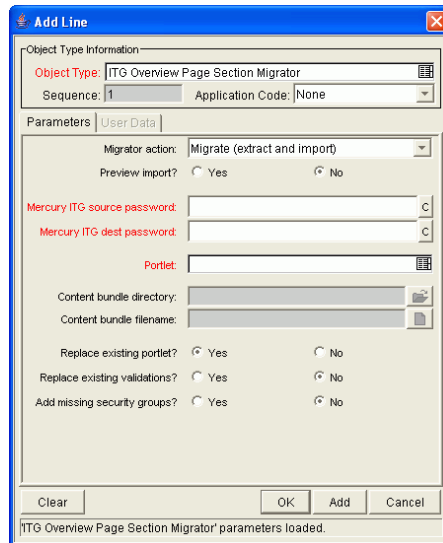 Add Line
Object Type Information
Object Type: ITG Overview Page Section Migrator
Sequence: 1 Application Code: None
Parameters User Data
Migrator action: Migrate (extract and import)
Preview import? Yes No
Mercury ITG source password: C
Mercury ITG dest password: C
Portlet:
Content bundle directory:
Content bundle filename:
Replace existing portlet? Yes No
Replace existing validations? Yes No
Add missing security groups? Yes No
Clear OK Add Cancel
'ITG Overview Page Section Migrator' parameters loaded.